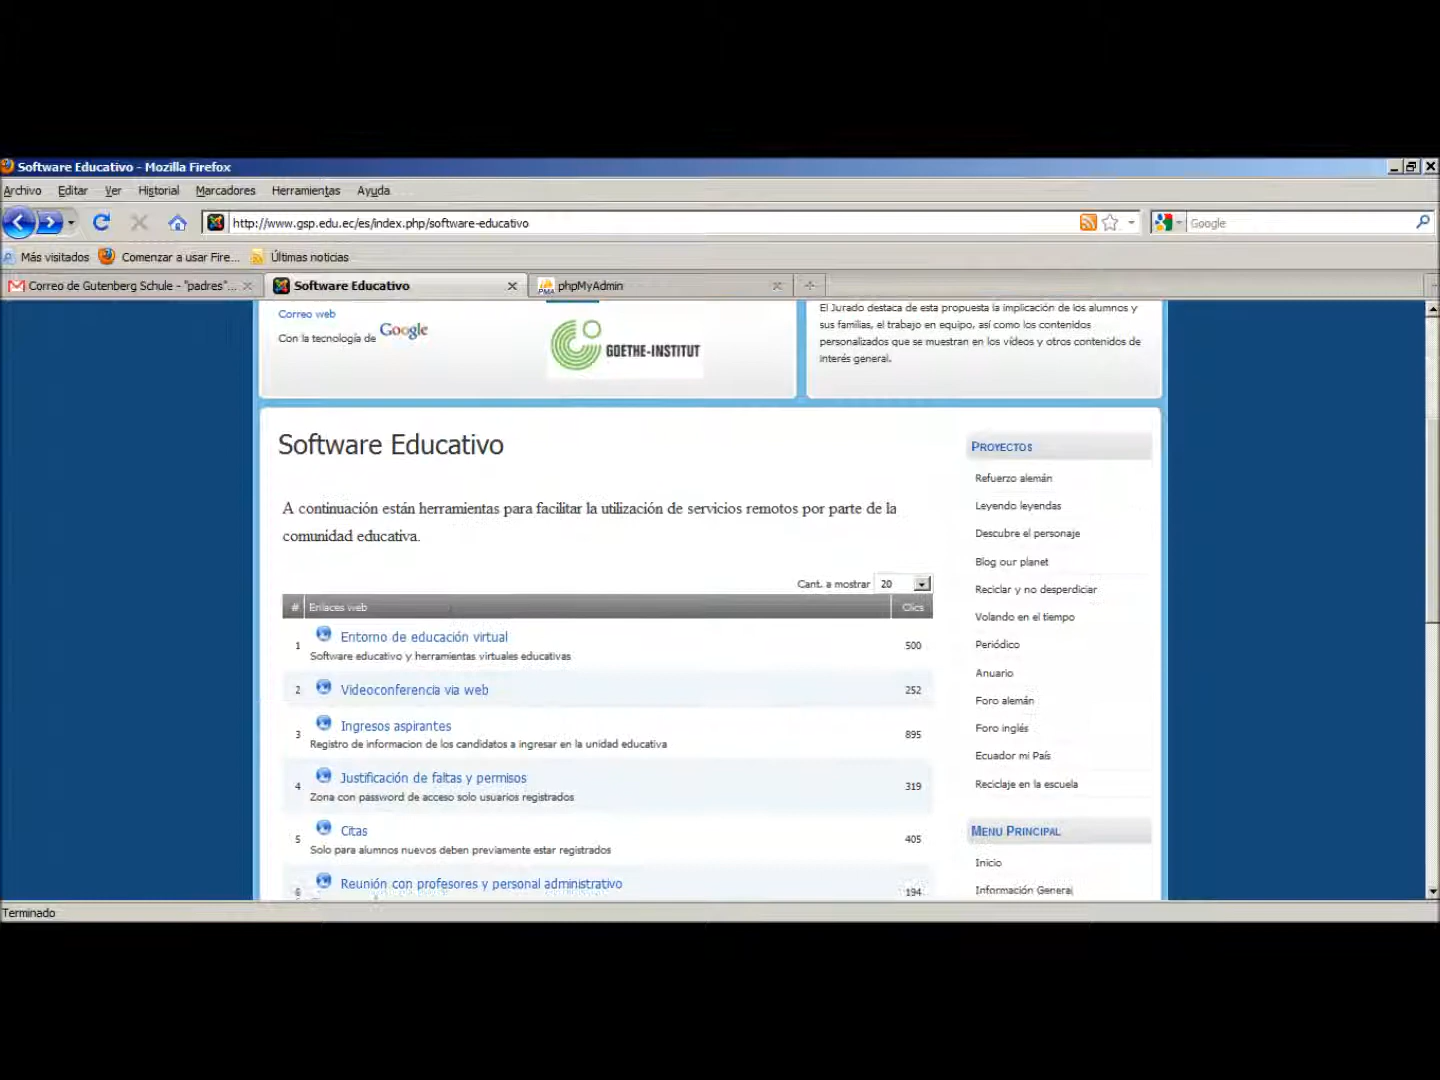 Software Educativo - Mozilla Firefox
Archivo Editar Ver Historial Marcadores Herramientas Ayuda
http://www.gsp.edu.ec/es/index.php/software-educativo
Google
Más visitados Comenzar a usar Fire... Últimas noticias
Correo de Gutenberg Schule - "padres"... Software Educativo PMA phpMyAdmin
Correo web
Con la tecnología de Google
GOETHE-INSTITUT
El Jurado destaca de esta propuesta la implicación de los alumnos y
sus familias, el trabajo en equipo, así como los contenidos
personalizados que se muestran en los vídeos y otros contenidos de
interés general.
Software Educativo
A continuación están herramientas para facilitar la utilización de servicios remotos por parte de la
comunidad educativa.
Cant. a mostrar 20
# Enlaces web Clics
1 Entorno de educación virtual 500
Software educativo y herramientas virtuales educativas
2 Videoconferencia via web 252
3 Ingresos aspirantes 895
Registro de informacion de los candidatos a ingresar en la unidad educativa
4 Justificación de faltas y permisos 319
Zona con password de acceso solo usuarios registrados
5 Citas 405
Solo para alumnos nuevos deben previamente estar registrados
6 Reunión con profesores y personal administrativo 194
PROYECTOS
Refuerzo alemán
Leyendo leyendas
Descubre el personaje
Blog our planet
Reciclar y no desperdiciar
Volando en el tiempo
Periódico
Anuario
Foro alemán
Foro inglés
Ecuador mi País
Reciclaje en la escuela
MENU PRINCIPAL
Inicio
Información General
Terminado